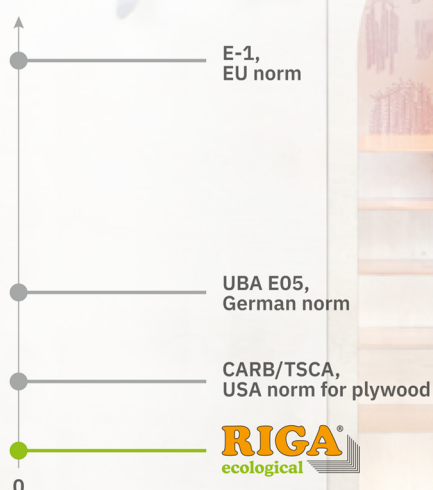 E-1,
EU norm
UBA E05,
German norm
CARB/TSCA,
USA norm for plywood
RIGA®
ecological
0